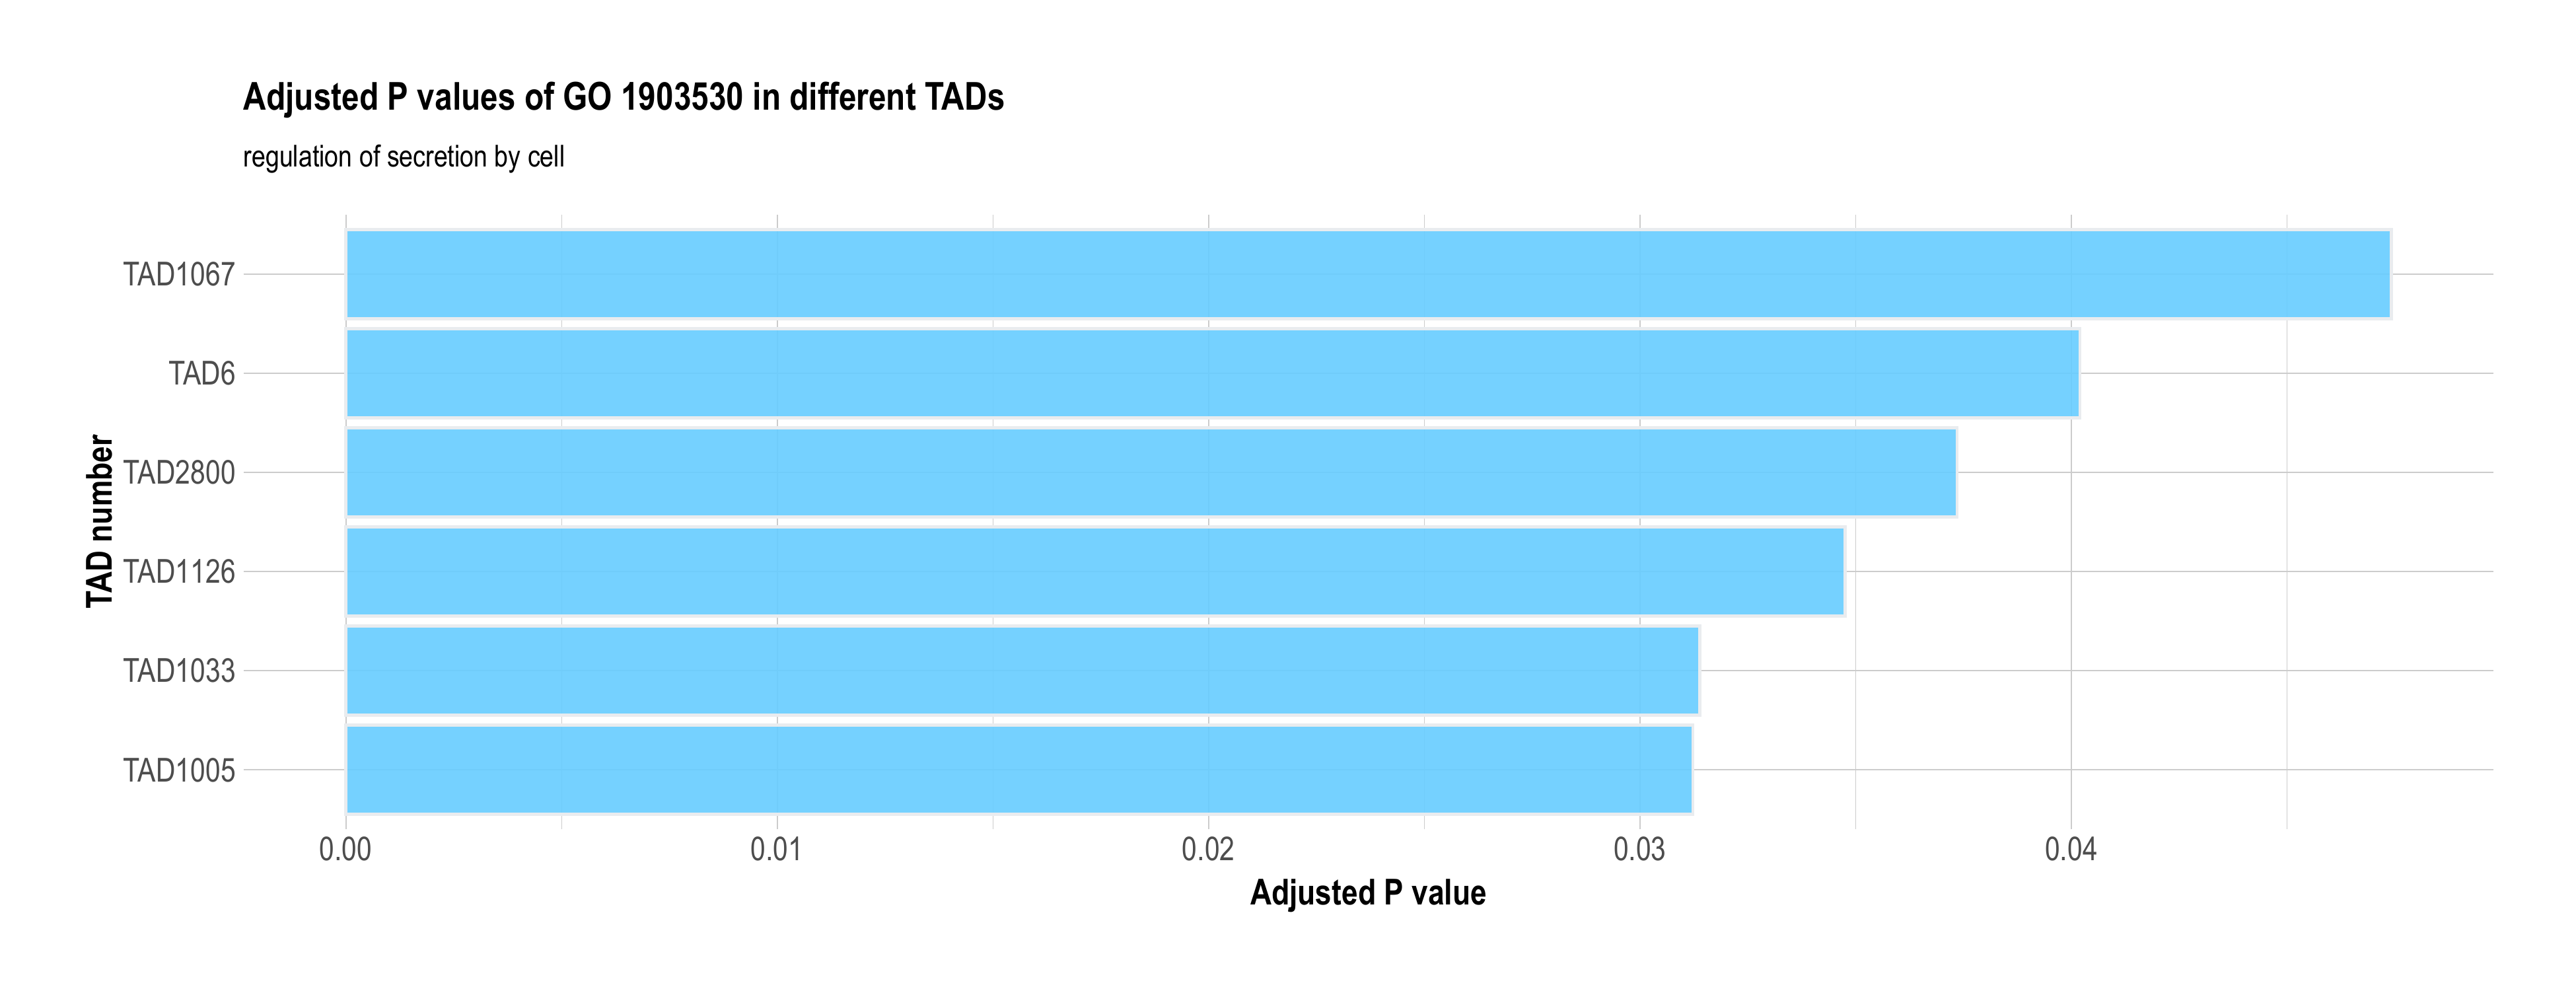 Adjusted P values of GO 1903530 in different TADs
regulation of secretion by cell
TAD number
TAD1067
TAD6
TAD2800
TAD1126
TAD1033
TAD1005
0.00 0.01 0.02 0.03 0.04
Adjusted P value